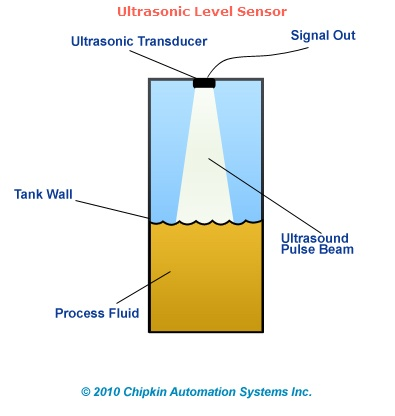 Ultrasonic Level Sensor
Ultrasonic Transducer
Signal Out
Tank Wall
Ultrasound
Pulse Beam
Process Fluid
© 2010 Chipkin Automation Systems Inc.